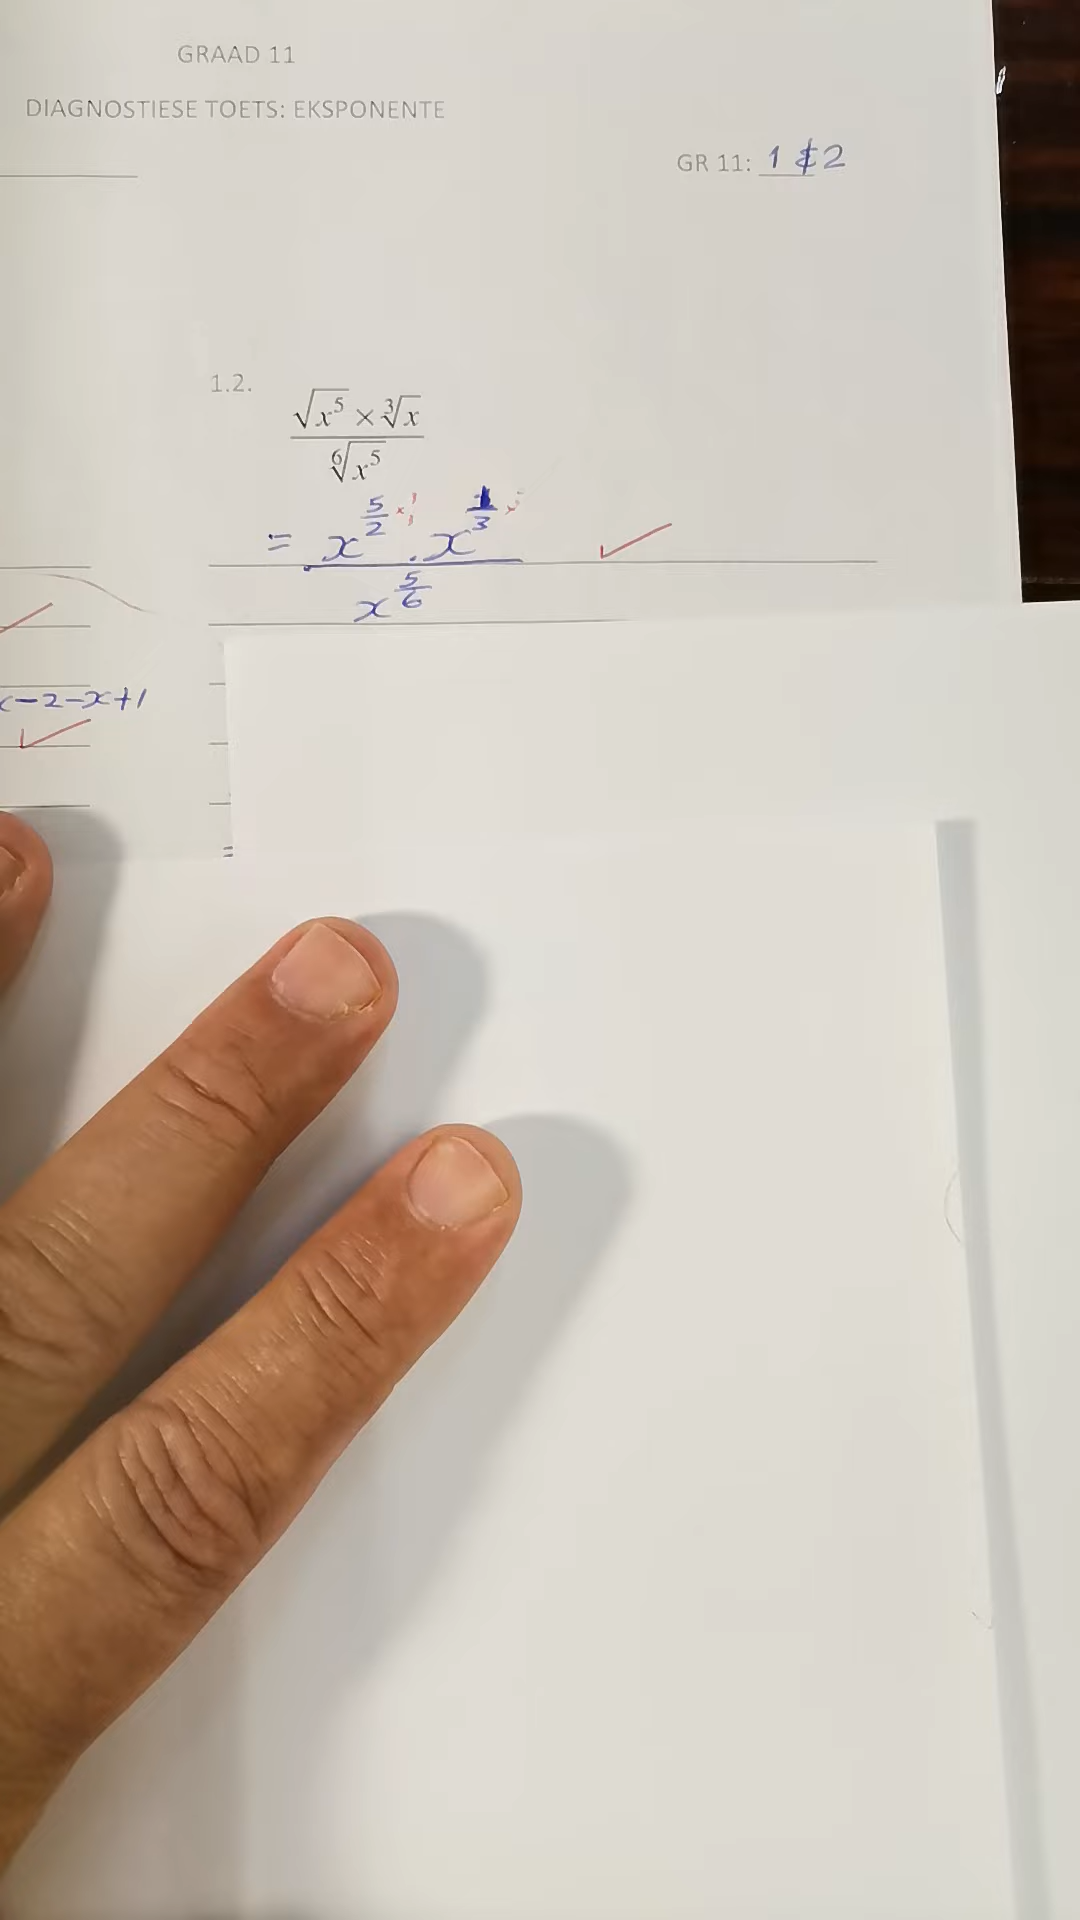 GRAAD 11
DIAGNOSTIESE TOETS: EKSPONENTE
GR 11: 1 & 2
1.2.
√x⁵ × ³√x
⁶√x⁵
= x^(5/2) . x^(1/3)
x^(5/6)
x-2-x+1
=